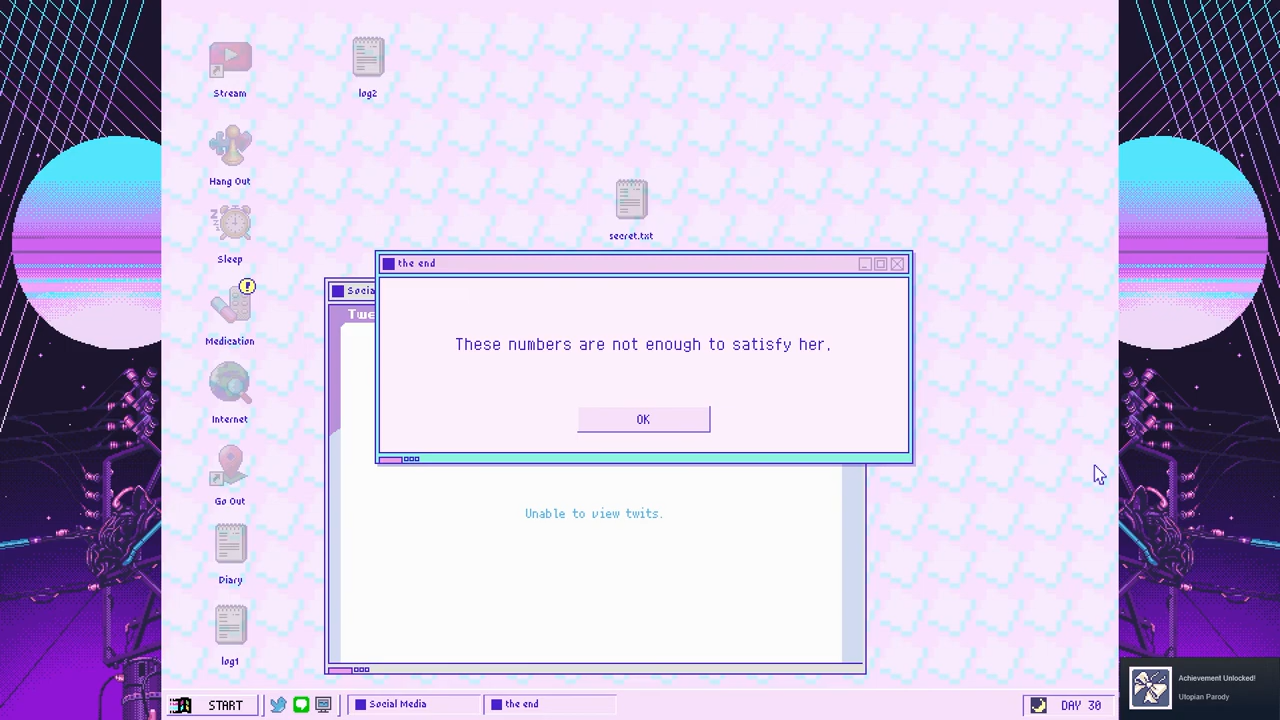 Stream
log2
Hang Out
Sleep
secret.txt
the end
Socia
Twe
These numbers are not enough to satisfy her.
OK
!
Medication
Internet
Go Out
Unable to view twits.
Diary
log1
START
Social Media
the end
DAY 30
Achievement Unlocked!
Utopian Parody